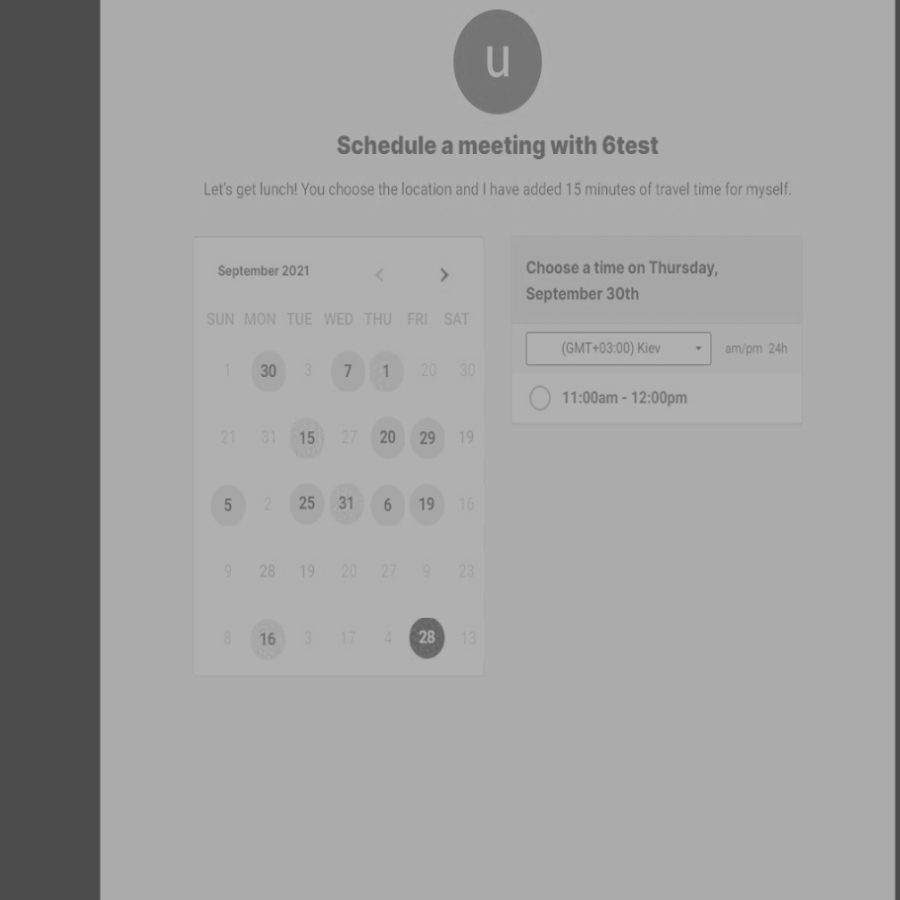 u
Schedule a meeting with 6test
Let's get lunch! You choose the location and I have added 15 minutes of travel time for myself.
September 2021
SUN MON TUE WED THU FRI SAT
1 30 3 7 1 20 30
21 31 15 27 20 29 19
5 2 25 31 6 19 16
9 28 19 20 27 9 23
8 16 3 17 4 28 13
Choose a time on Thursday,
September 30th
(GMT+03:00) Kiev am/pm 24h
11:00am - 12:00pm